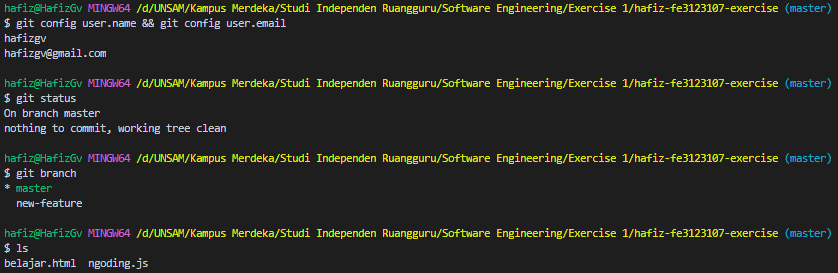 hafiz@HafizGv MINGW64 /d/UNSAM/Kampus Merdeka/Studi Independen Ruangguru/Software Engineering/Exercise 1/hafiz-fe3123107-exercise (master)
$ git config user.name && git config user.email
hafizgv
hafizgv@gmail.com
hafiz@HafizGv MINGW64 /d/UNSAM/Kampus Merdeka/Studi Independen Ruangguru/Software Engineering/Exercise 1/hafiz-fe3123107-exercise (master)
$ git status
On branch master
nothing to commit, working tree clean
hafiz@HafizGv MINGW64 /d/UNSAM/Kampus Merdeka/Studi Independen Ruangguru/Software Engineering/Exercise 1/hafiz-fe3123107-exercise (master)
$ git branch
* master
  new-feature
hafiz@HafizGv MINGW64 /d/UNSAM/Kampus Merdeka/Studi Independen Ruangguru/Software Engineering/Exercise 1/hafiz-fe3123107-exercise (master)
$ ls
belajar.html  ngoding.js